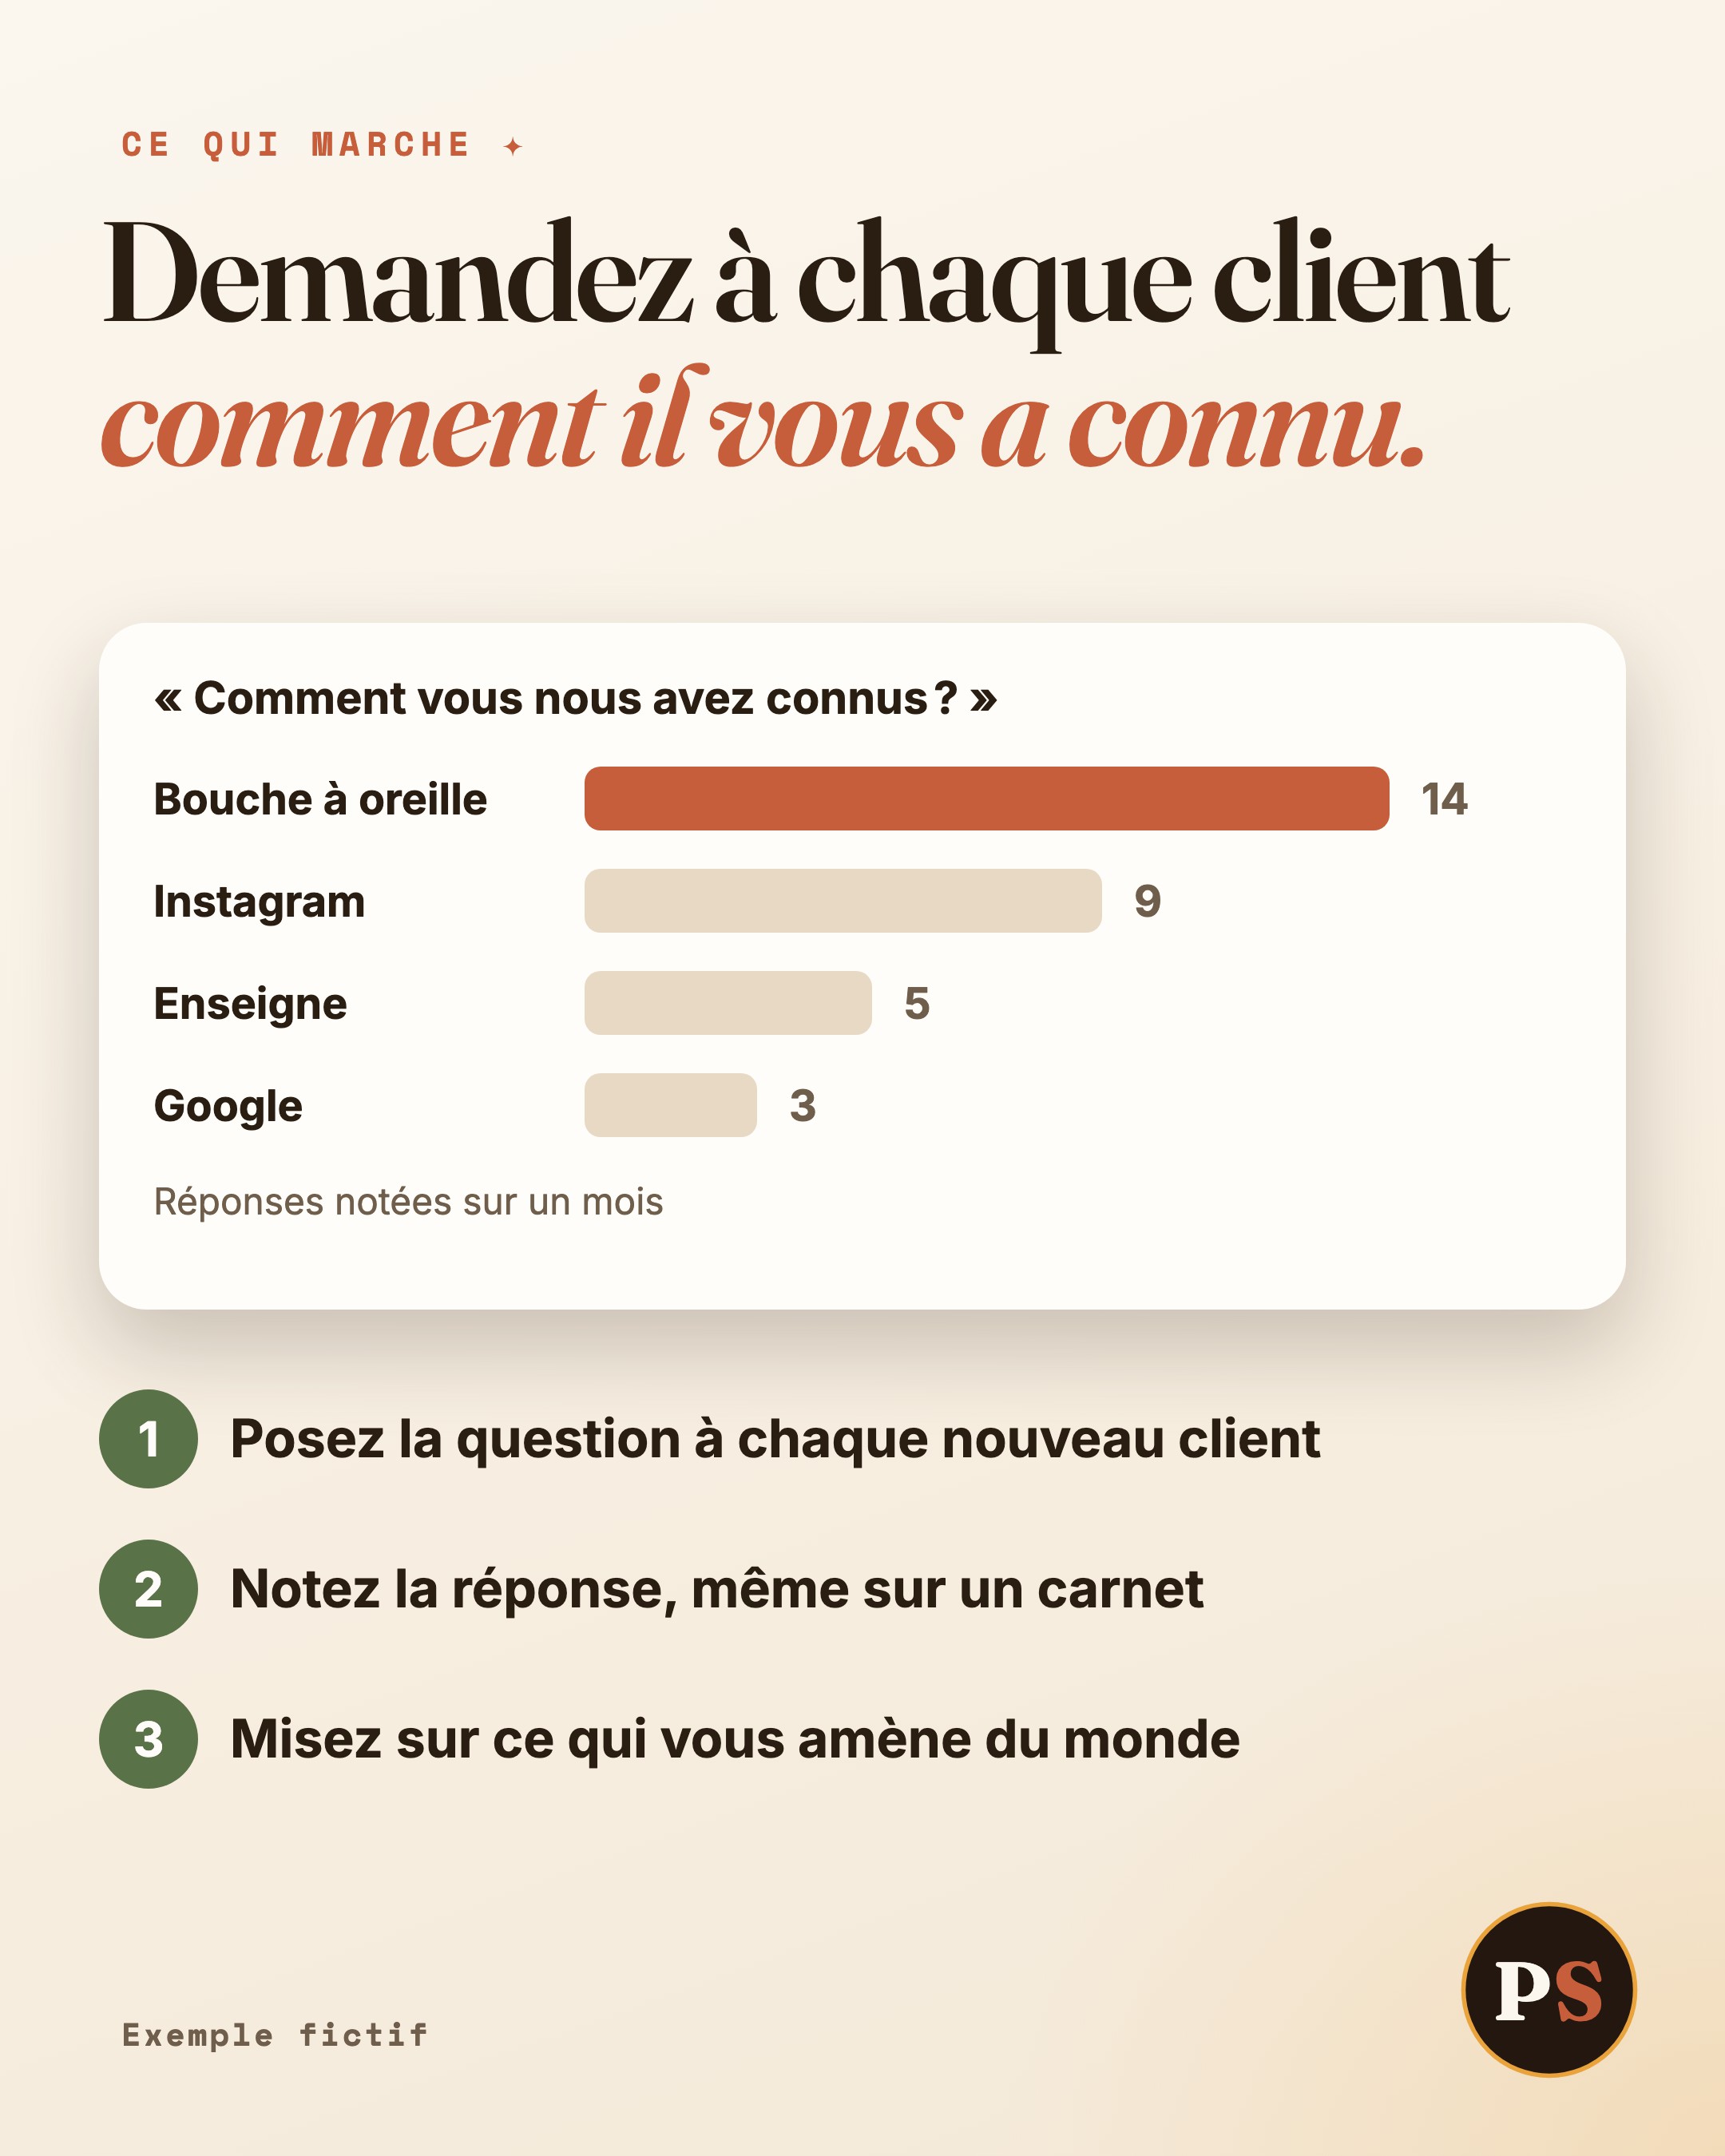 CE QUI MARCHE ✦
Demandez à chaque client
comment il vous a connu.
« Comment vous nous avez connus ? »
Bouche à oreille 14
Instagram 9
Enseigne 5
Google 3
Réponses notées sur un mois
1 Posez la question à chaque nouveau client
2 Notez la réponse, même sur un carnet
3 Misez sur ce qui vous amène du monde
PS
Exemple fictif